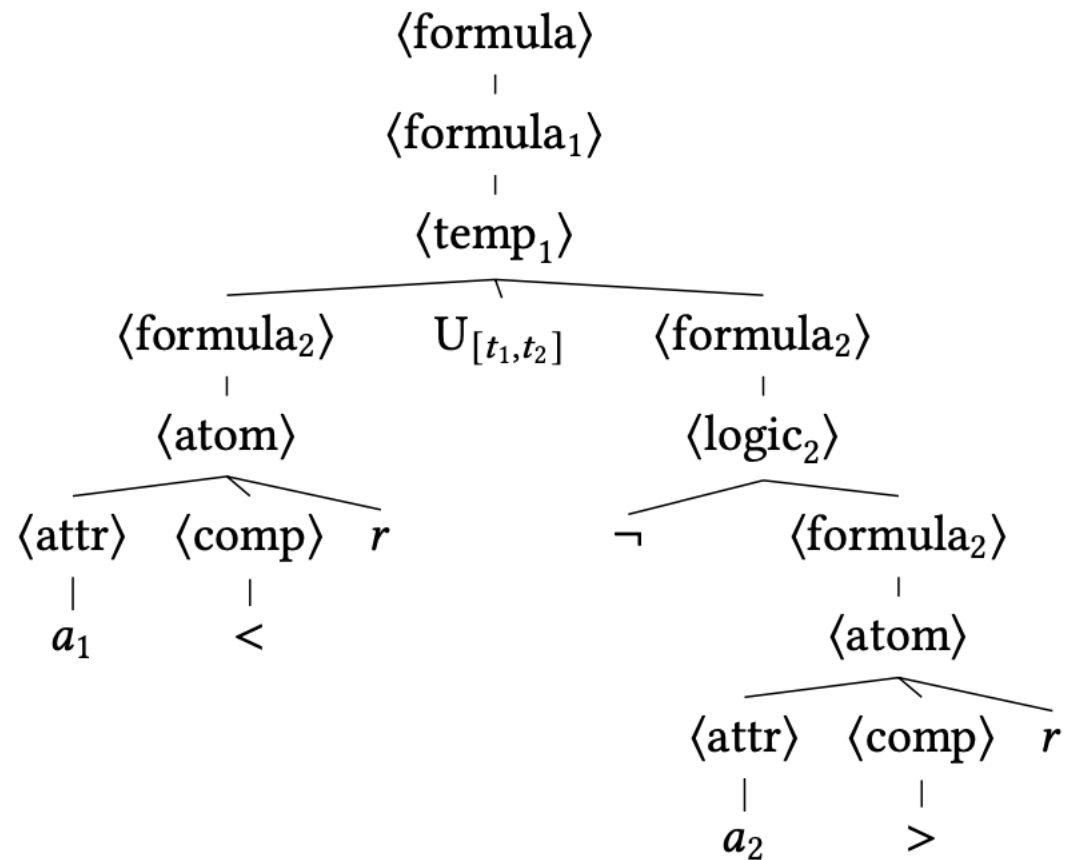 ⟨formula⟩
⟨formula₁⟩
⟨temp₁⟩
⟨formula₂⟩ U[t₁,t₂] ⟨formula₂⟩
⟨atom⟩ ⟨logic₂⟩
⟨attr⟩ ⟨comp⟩ r ¬ ⟨formula₂⟩
a₁ < ⟨atom⟩
⟨attr⟩ ⟨comp⟩ r
a₂ >